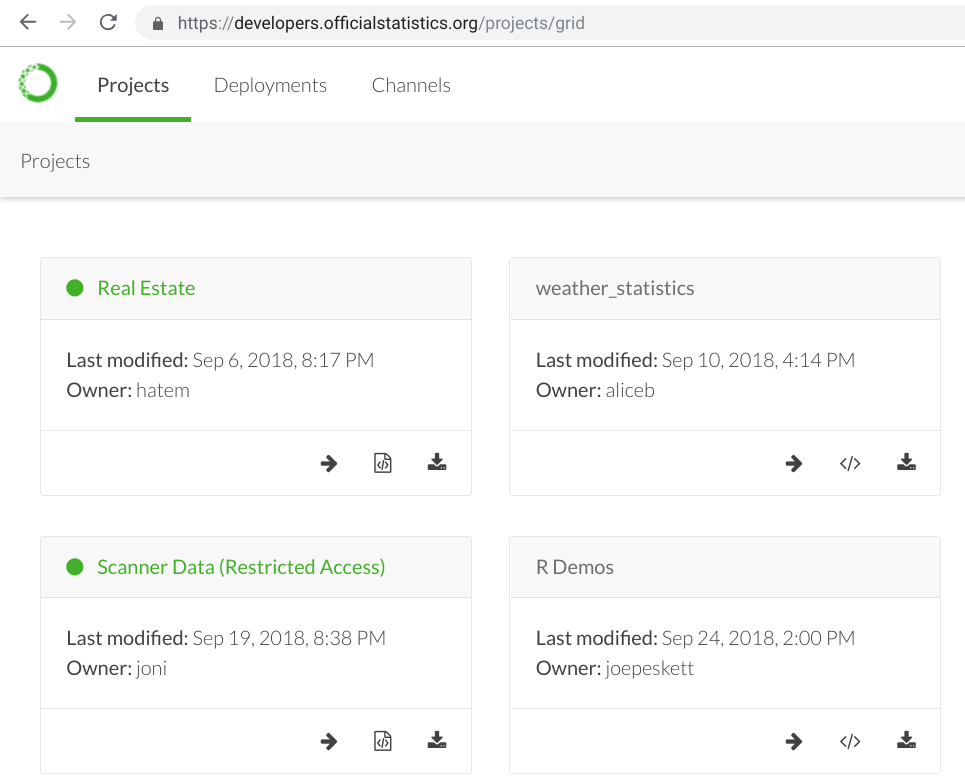 https://developers.officialstatistics.org/projects/grid
Projects Deployments Channels
Projects
Real Estate
Last modified: Sep 6, 2018, 8:17 PM
Owner: hatem
weather_statistics
Last modified: Sep 10, 2018, 4:14 PM
Owner: aliceb
Scanner Data (Restricted Access)
Last modified: Sep 19, 2018, 8:38 PM
Owner: joni
R Demos
Last modified: Sep 24, 2018, 2:00 PM
Owner: joepeskett